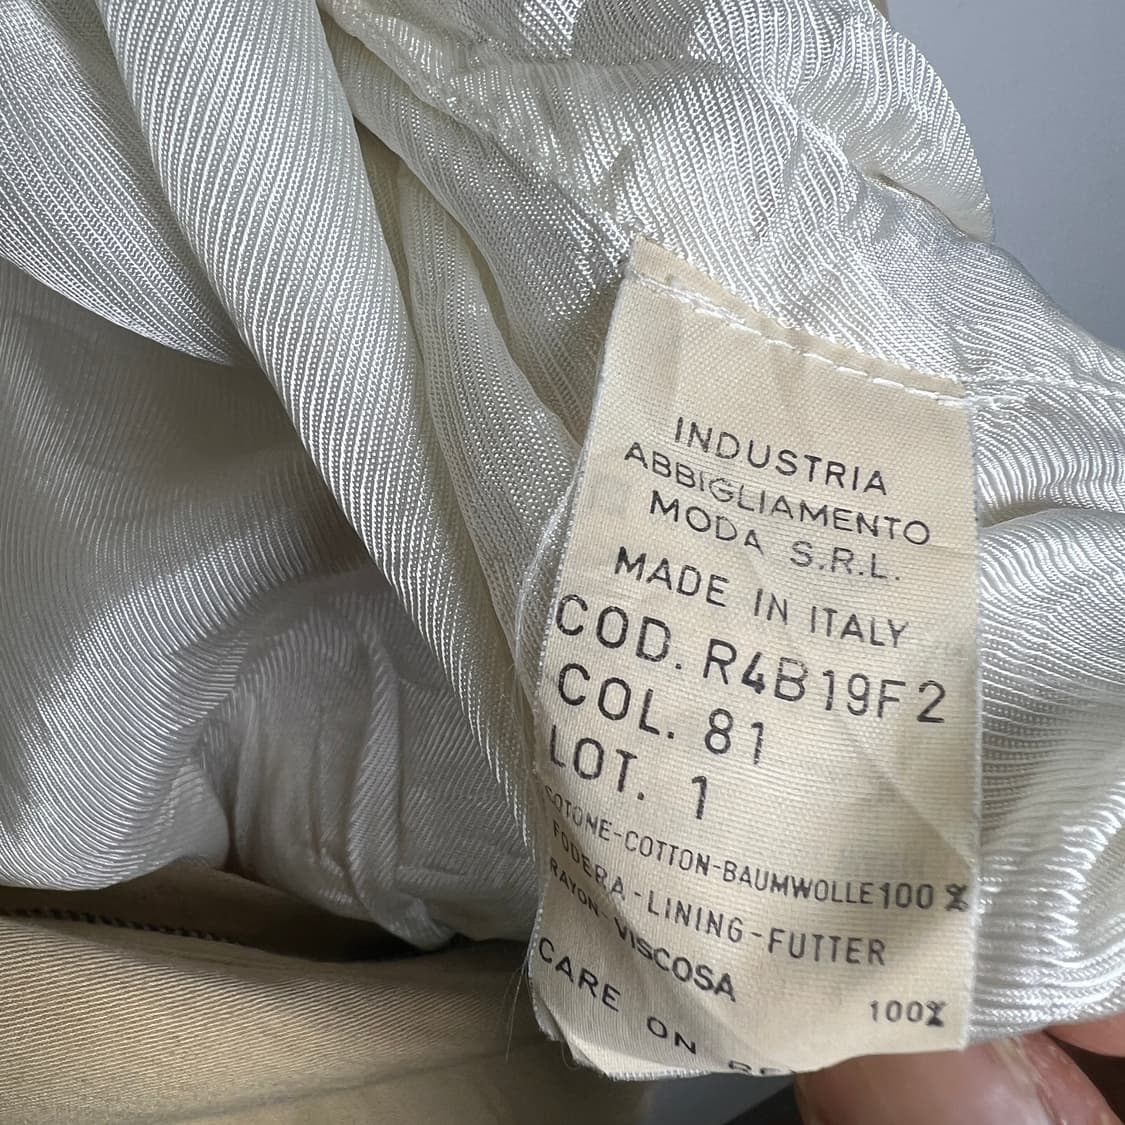 INDUSTRIA
ABBIGLIAMENTO
MODA S.R.L.
MADE IN ITALY
COD. R4B19F2
COL. 81
LOT. 1
COTONE-COTTON-BAUMWOLLE 100 %
FODERA-LINING-FUTTER
RAYON-VISCOSA 100%
CARE ON